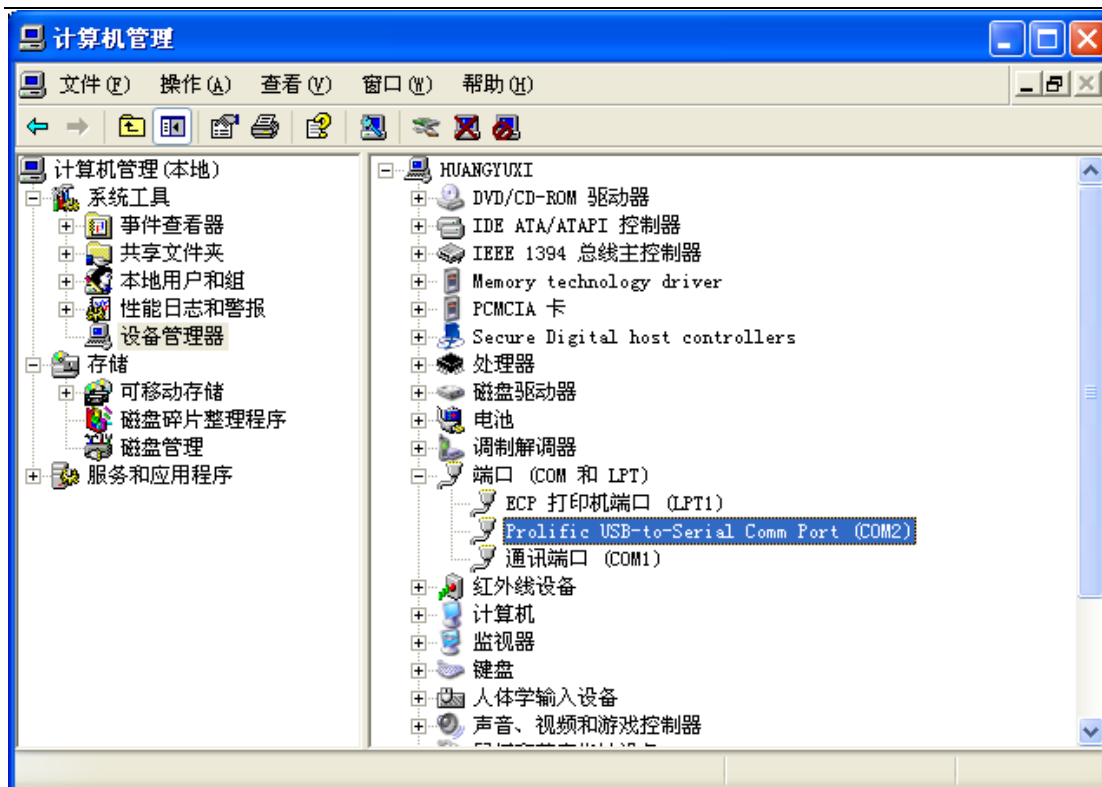 计算机管理
文件(F) 操作(A) 查看(V) 窗口(W) 帮助(H)
计算机管理(本地)
系统工具
事件查看器
共享文件夹
本地用户和组
性能日志和警报
设备管理器
存储
可移动存储
磁盘碎片整理程序
磁盘管理
服务和应用程序
HUANGYUXI
DVD/CD-ROM 驱动器
IDE ATA/ATAPI 控制器
IEEE 1394 总线主控制器
Memory technology driver
PCMCIA 卡
Secure Digital host controllers
处理器
磁盘驱动器
电池
调制解调器
端口 (COM 和 LPT)
ECP 打印机端口 (LPT1)
Prolific USB-to-Serial Comm Port (COM2)
通讯端口 (COM1)
红外线设备
计算机
监视器
键盘
人体学输入设备
声音、视频和游戏控制器